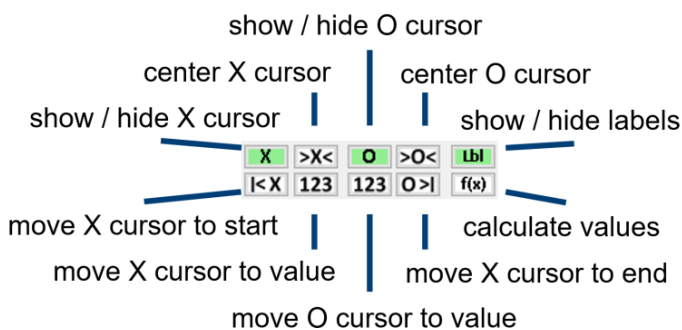 show / hide O cursor
center X cursor center O cursor
show / hide X cursor show / hide labels
X >X< O >O< Lbl
|<X 123 123 O>| f(x)
move X cursor to start calculate values
move X cursor to value move X cursor to end
move O cursor to value